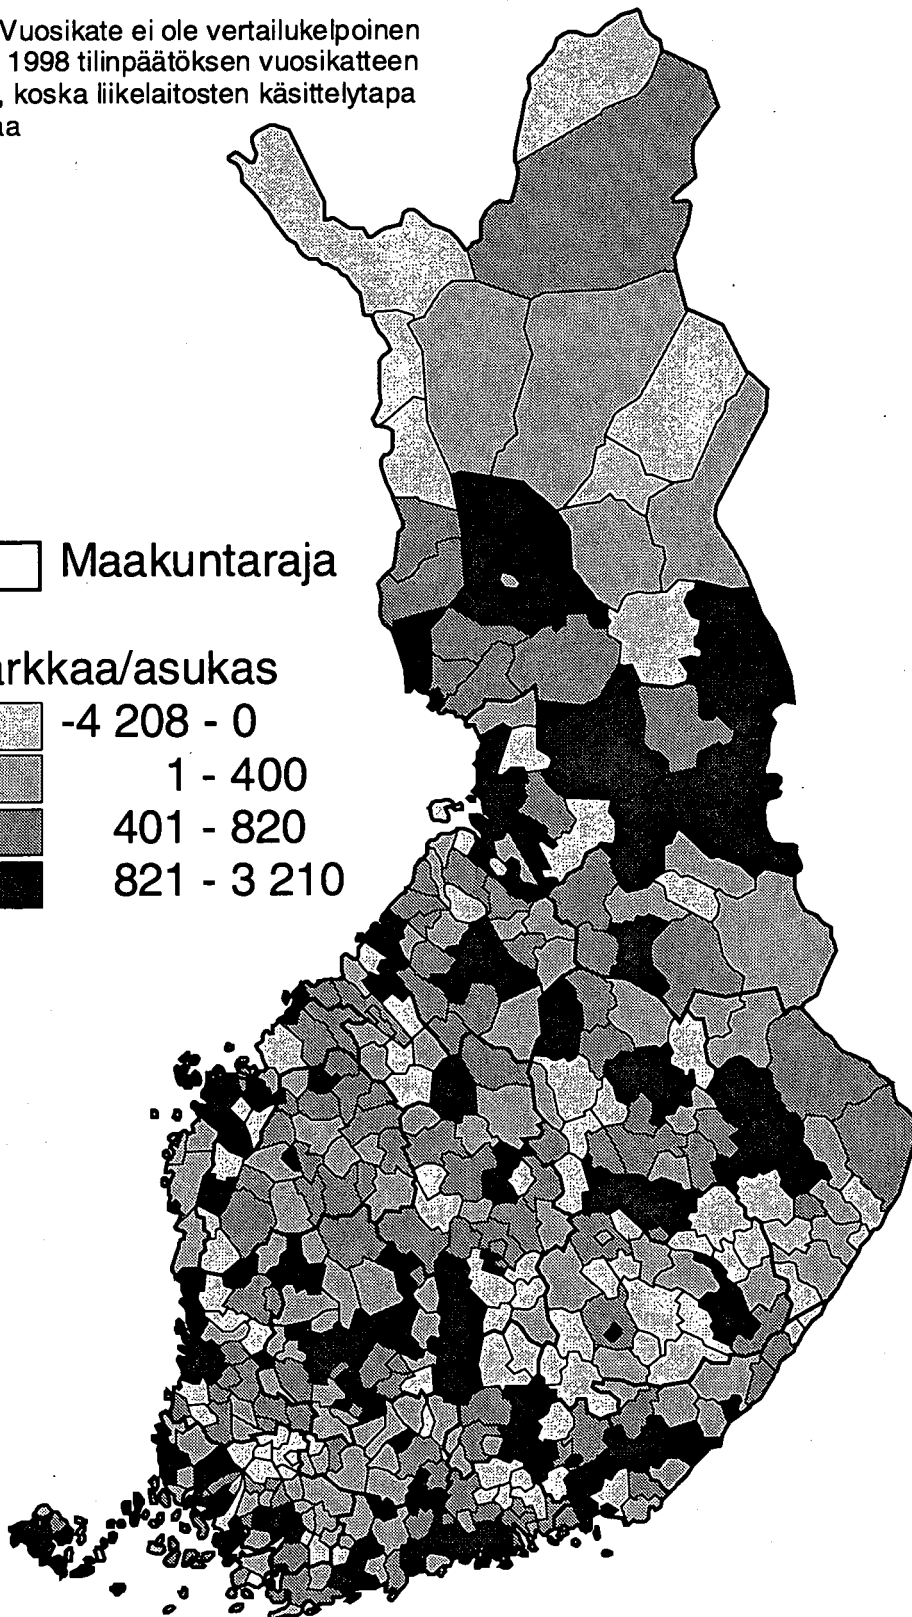 Vuosikate ei ole vertailukelpoinen
1998 tilinpäätöksen vuosikatteen
, koska liikelaitosten käsittelytapa
aa
Maakuntaraja
arkkaa/asukas
-4 208 - 0
1 - 400
401 - 820
821 - 3 210